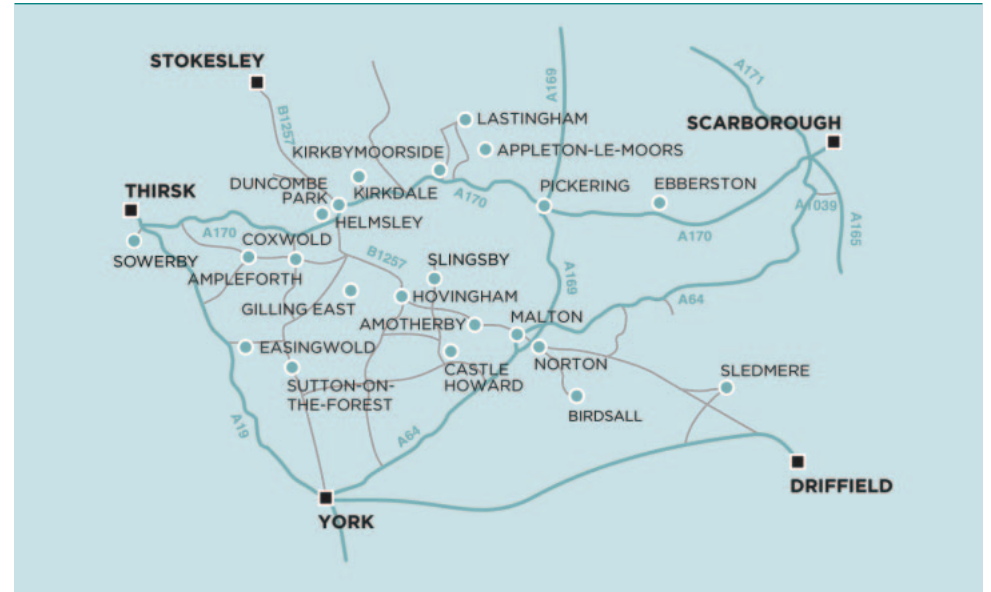 STOKESLEY
A169
A171
B1257
LASTINGHAM
SCARBOROUGH
KIRKBYMOORSIDE
APPLETON-LE-MOORS
DUNCOMBE
PARK
KIRKDALE
A170
PICKERING
EBBERSTON
THIRSK
HELMSLEY
A1039
A165
A170
COXWOLD
B1257
A170
SOWERBY
AMPLEFORTH
SLINGSBY
A169
GILLING EAST
HOVINGHAM
A64
AMOTHERBY
MALTON
EASINGWOLD
CASTLE
HOWARD
NORTON
SLEDMERE
SUTTON-ON-
THE-FOREST
BIRDSALL
A19
A64
DRIFFIELD
YORK